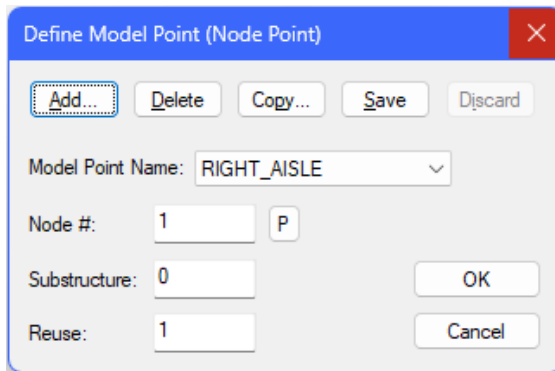 Define Model Point (Node Point)
Add... Delete Copy... Save Discard
Model Point Name: RIGHT_AISLE
Node #: 1 P
Substructure: 0 OK
Reuse: 1 Cancel